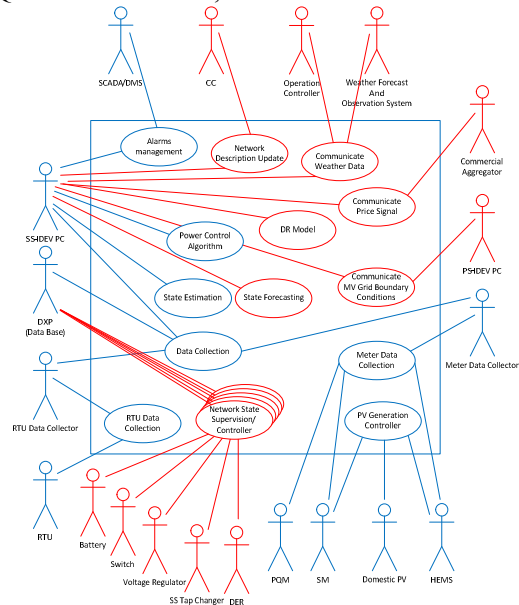 SCADA/DMS
CC
Operation
Controller
Weather Forecast
And
Observation System
Commercial
Aggregator
Alarms
management
Network
Description Update
Communicate
Weather Data
Communicate
Price Signal
SS-IDEV PC
DR Model
Power Control
Algorithm
PS-IDEV PC
Communicate
MV Grid Boundary
Conditions
State Estimation
State Forecasting
DXP
(Data Base)
Data Collection
Meter Data
Collection
Meter Data Collector
RTU Data Collector
RTU Data
Collection
Network State
Supervision/
Controller
PV Generation
Controller
RTU
Battery
Switch
Voltage Regulator
SS Tap Changer
DER
PQM
SM
Domestic PV
HEMS